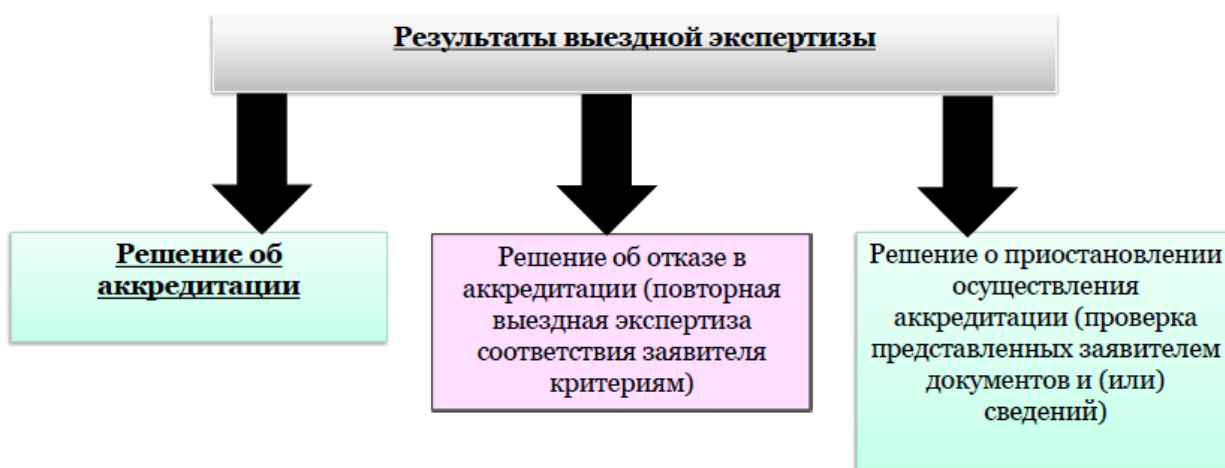 Результаты выездной экспертизы
Решение об
аккредитации
Решение об отказе в
аккредитации (повторная
выездная экспертиза
соответствия заявителя
критериям)
Решение о приостановлении
осуществления
аккредитации (проверка
представленных заявителем
документов и (или)
сведений)